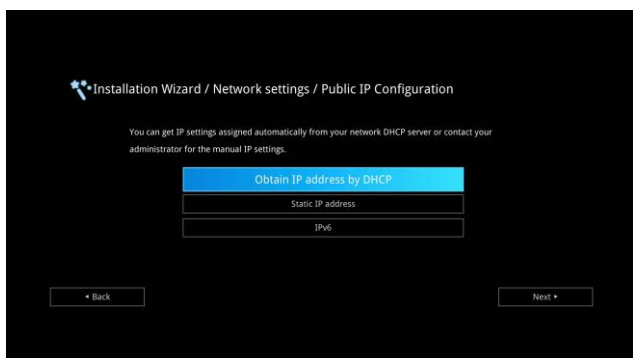 Installation Wizard / Network settings / Public IP Configuration
You can get IP settings assigned automatically from your network DHCP server or contact your
administrator for the manual IP settings.
Obtain IP address by DHCP
Static IP address
IPv6
◂ Back
Next ▸